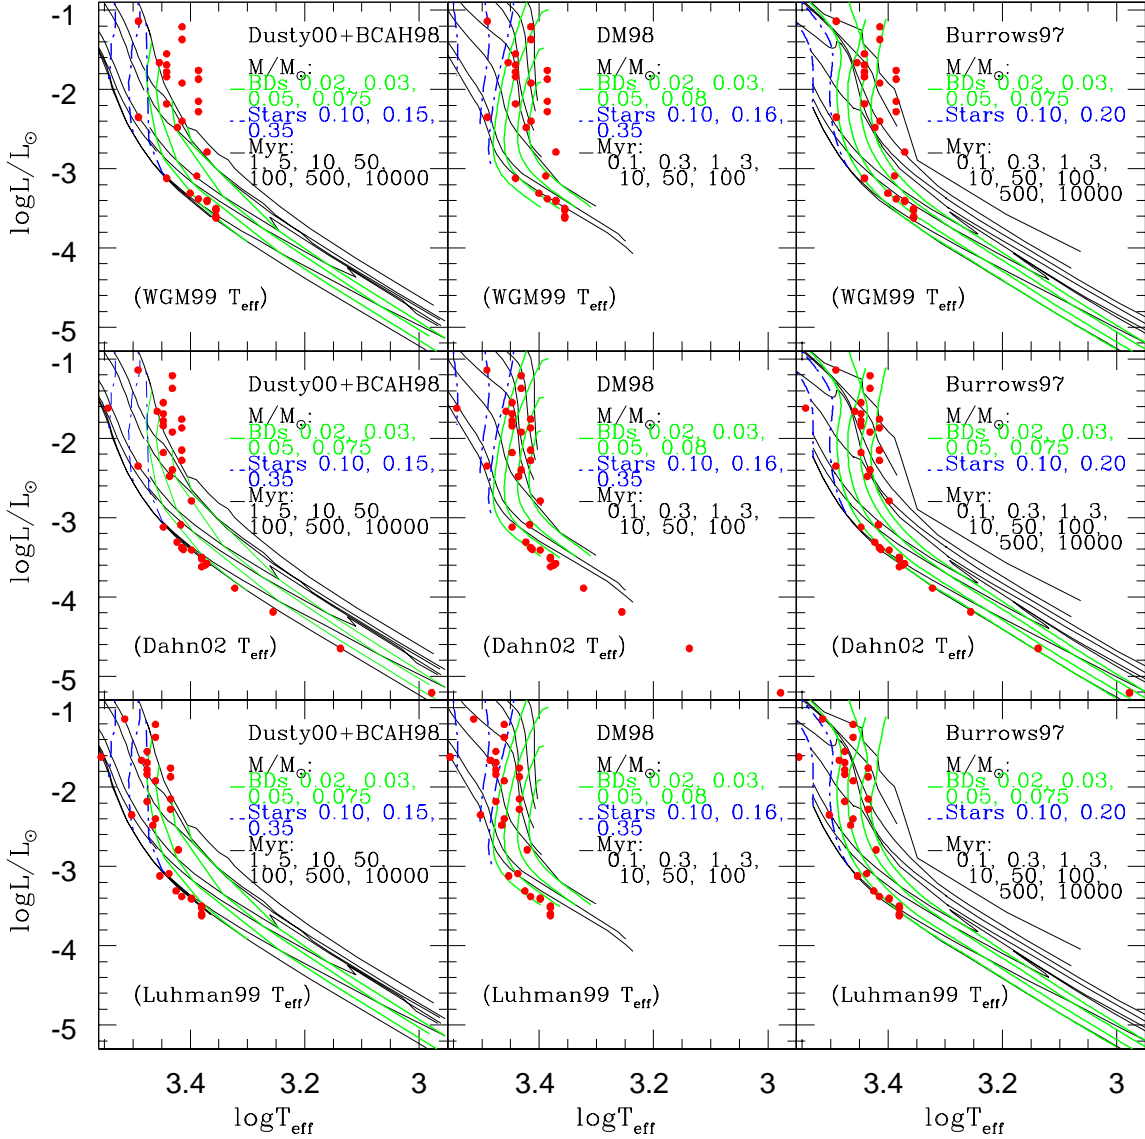 -1
-2
-3
-4
-5
logL/L⊙
Dusty00+BCAH98
M/M⊙:
BDs 0.02, 0.03,
0.05, 0.075
Stars 0.10, 0.15,
0.35
Myr:
1, 5, 10, 50,
100, 500, 10000
(WGM99 Teff)
DM98
M/M⊙:
BDs 0.02, 0.03,
0.05, 0.08
Stars 0.10, 0.16,
0.35
Myr:
0.1, 0.3, 1, 3,
10, 50, 100
(WGM99 Teff)
Burrows97
M/M⊙:
BDs 0.02, 0.03,
0.05, 0.075
Stars 0.10, 0.20
Myr:
0.1, 0.3, 1, 3,
10, 50, 100,
500, 10000
(WGM99 Teff)
-1
-2
-3
-4
-5
logL/L⊙
Dusty00+BCAH98
M/M⊙:
BDs 0.02, 0.03,
0.05, 0.075
Stars 0.10, 0.15,
0.35
Myr:
1, 5, 10, 50,
100, 500, 10000
(Dahn02 Teff)
DM98
M/M⊙:
BDs 0.02, 0.03,
0.05, 0.08
Stars 0.10, 0.16,
0.35
Myr:
0.1, 0.3, 1, 3,
10, 50, 100
(Dahn02 Teff)
Burrows97
M/M⊙:
BDs 0.02, 0.03,
0.05, 0.075
Stars 0.10, 0.20
Myr:
0.1, 0.3, 1, 3,
10, 50, 100,
500, 10000
(Dahn02 Teff)
-1
-2
-3
-4
-5
logL/L⊙
Dusty00+BCAH98
M/M⊙:
BDs 0.02, 0.03,
0.05, 0.075
Stars 0.10, 0.15,
0.35
Myr:
1, 5, 10, 50,
100, 500, 10000
(Luhman99 Teff)
DM98
M/M⊙:
BDs 0.02, 0.03,
0.05, 0.08
Stars 0.10, 0.16,
0.35
Myr:
0.1, 0.3, 1, 3,
10, 50, 100
(Luhman99 Teff)
Burrows97
M/M⊙:
BDs 0.02, 0.03,
0.05, 0.075
Stars 0.10, 0.20
Myr:
0.1, 0.3, 1, 3,
10, 50, 100,
500, 10000
(Luhman99 Teff)
3.4 3.2 3 3.4 3.2 3 3.4 3.2 3
logTeff logTeff logTeff